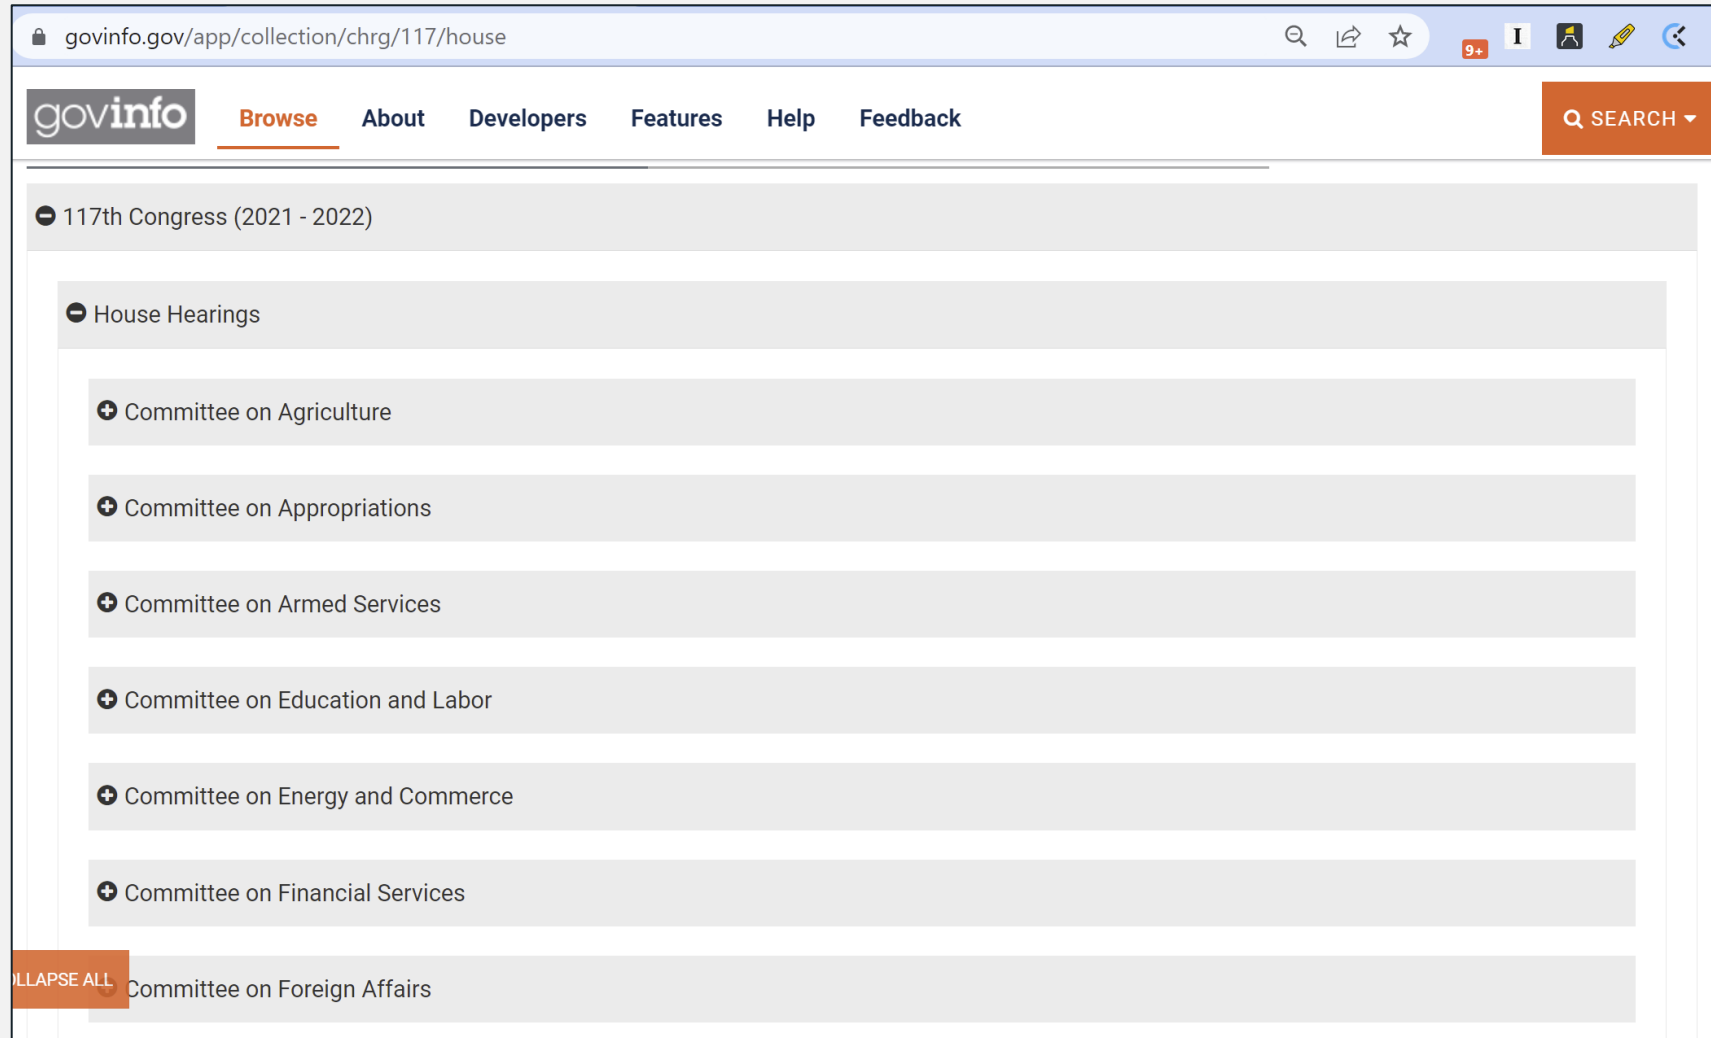 govinfo.gov/app/collection/chrg/117/house
9+
I
govinfo
Browse About Developers Features Help Feedback
SEARCH
117th Congress (2021 - 2022)
House Hearings
Committee on Agriculture
Committee on Appropriations
Committee on Armed Services
Committee on Education and Labor
Committee on Energy and Commerce
Committee on Financial Services
OLLAPSE ALL
Committee on Foreign Affairs